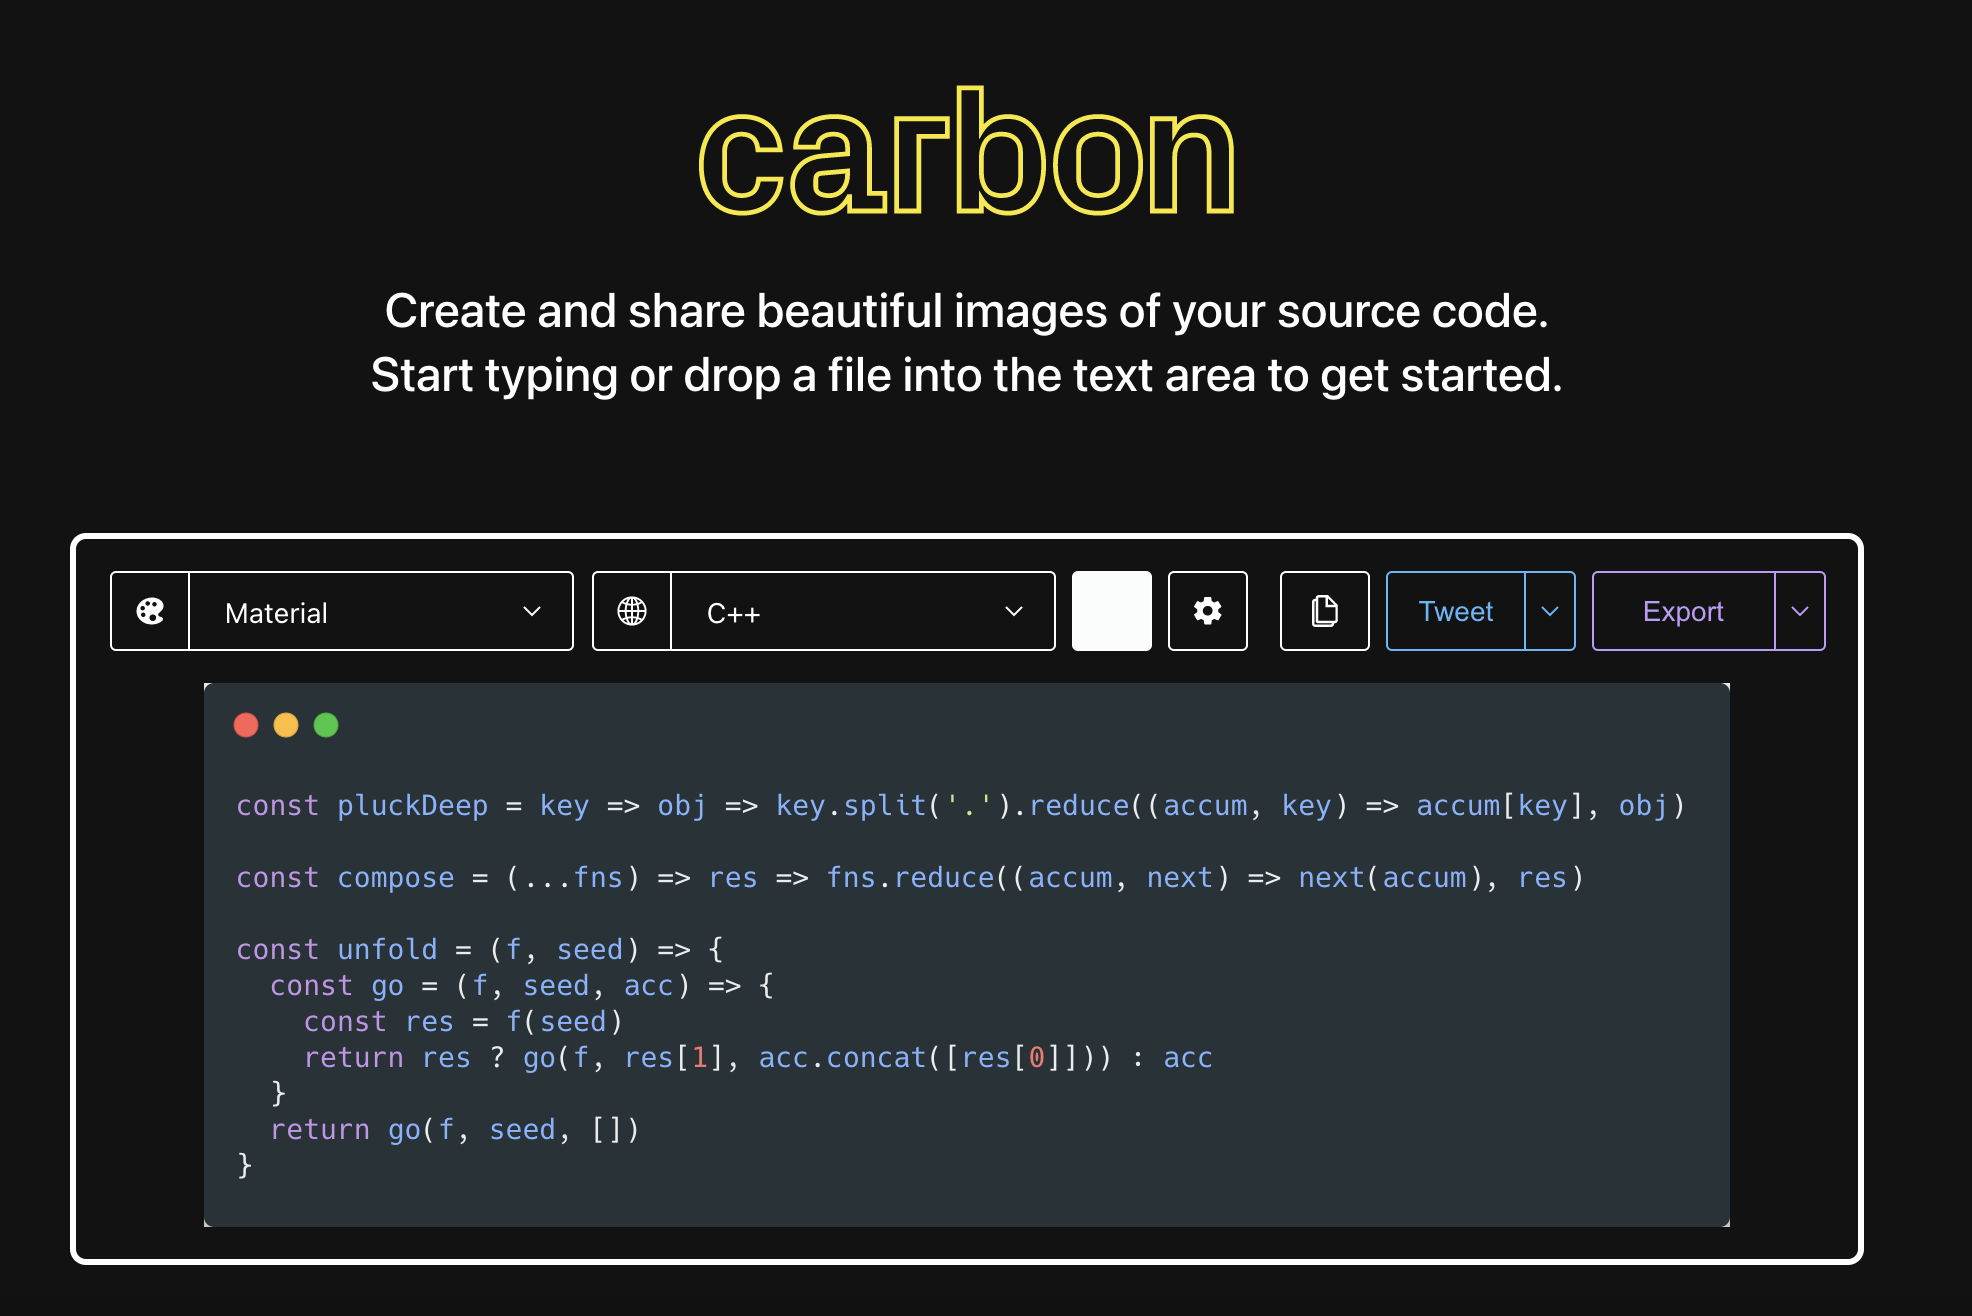 carbon
Create and share beautiful images of your source code.
Start typing or drop a file into the text area to get started.
Material C++ Tweet Export
const pluckDeep = key => obj => key.split('.').reduce((accum, key) => accum[key], obj)
const compose = (...fns) => res => fns.reduce((accum, next) => next(accum), res)
const unfold = (f, seed) => {
  const go = (f, seed, acc) => {
    const res = f(seed)
    return res ? go(f, res[1], acc.concat([res[0]])) : acc
  }
  return go(f, seed, [])
}